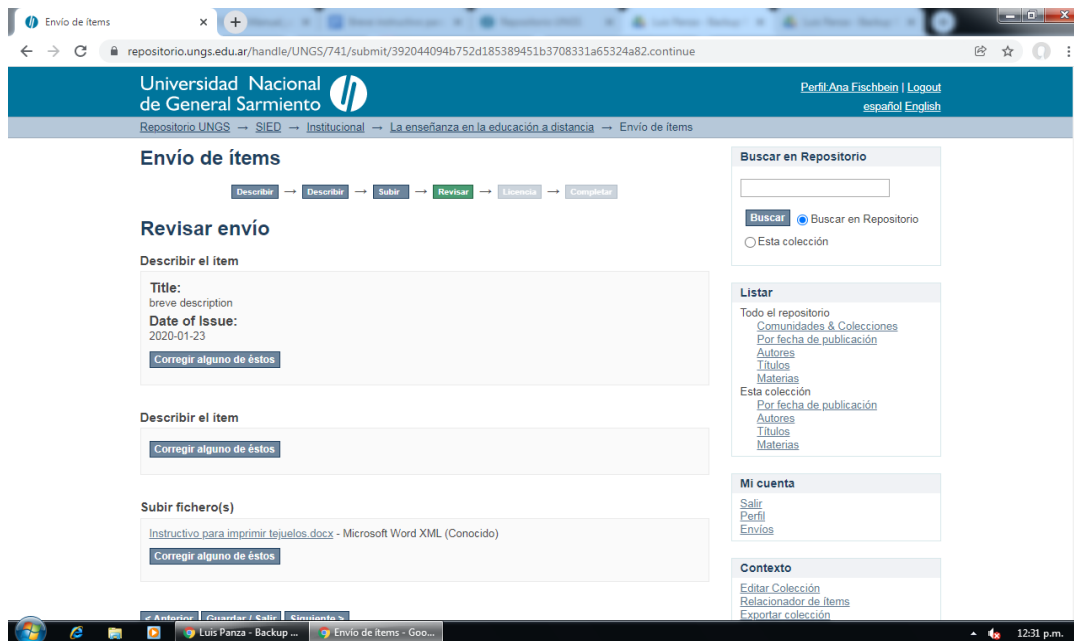 Envío de ítems
repositorio.ungs.edu.ar/handle/UNGS/741/submit/392044094b752d185389451b3708331a65324a82.continue
Universidad Nacional
de General Sarmiento
Perfil:Ana Fischbein | Logout
español English
Repositorio UNGS → SIED → Institucional → La enseñanza en la educación a distancia → Envío de ítems
Envío de ítems
Describir → Describir → Subir → Revisar → Licencia → Completar
Revisar envío
Describir el ítem
Title:
breve description
Date of Issue:
2020-01-23
Corregir alguno de éstos
Describir el ítem
Corregir alguno de éstos
Subir fichero(s)
Instructivo para imprimir tejuelos.docx - Microsoft Word XML (Conocido)
Corregir alguno de éstos
< Anterior Guardar / Salir Siguiente >
Buscar en Repositorio
Buscar Buscar en Repositorio
Esta colección
Listar
Todo el repositorio
Comunidades & Colecciones
Por fecha de publicación
Autores
Títulos
Materias
Esta colección
Por fecha de publicación
Autores
Títulos
Materias
Mi cuenta
Salir
Perfil
Envíos
Contexto
Editar Colección
Relacionador de ítems
Exportar colección
Luis Panza - Backup ...
Envío de ítems - Goo...
12:31 p.m.